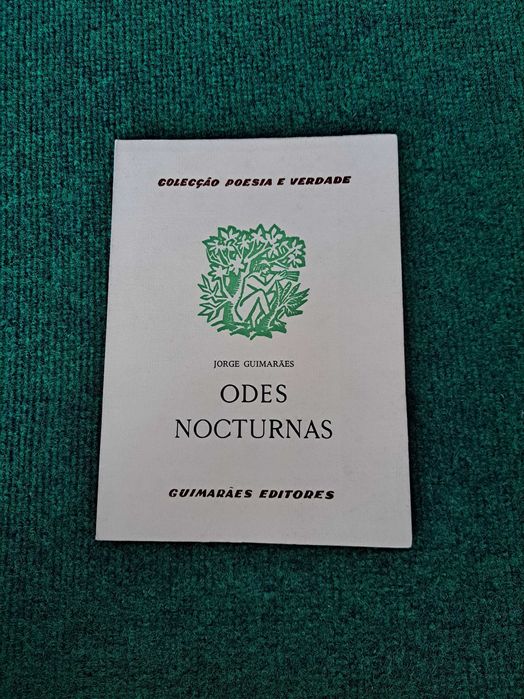 COLECÇÃO POESIA E VERDADE
JORGE GUIMARÃES
ODES
NOCTURNAS
GUIMARÃES EDITORES